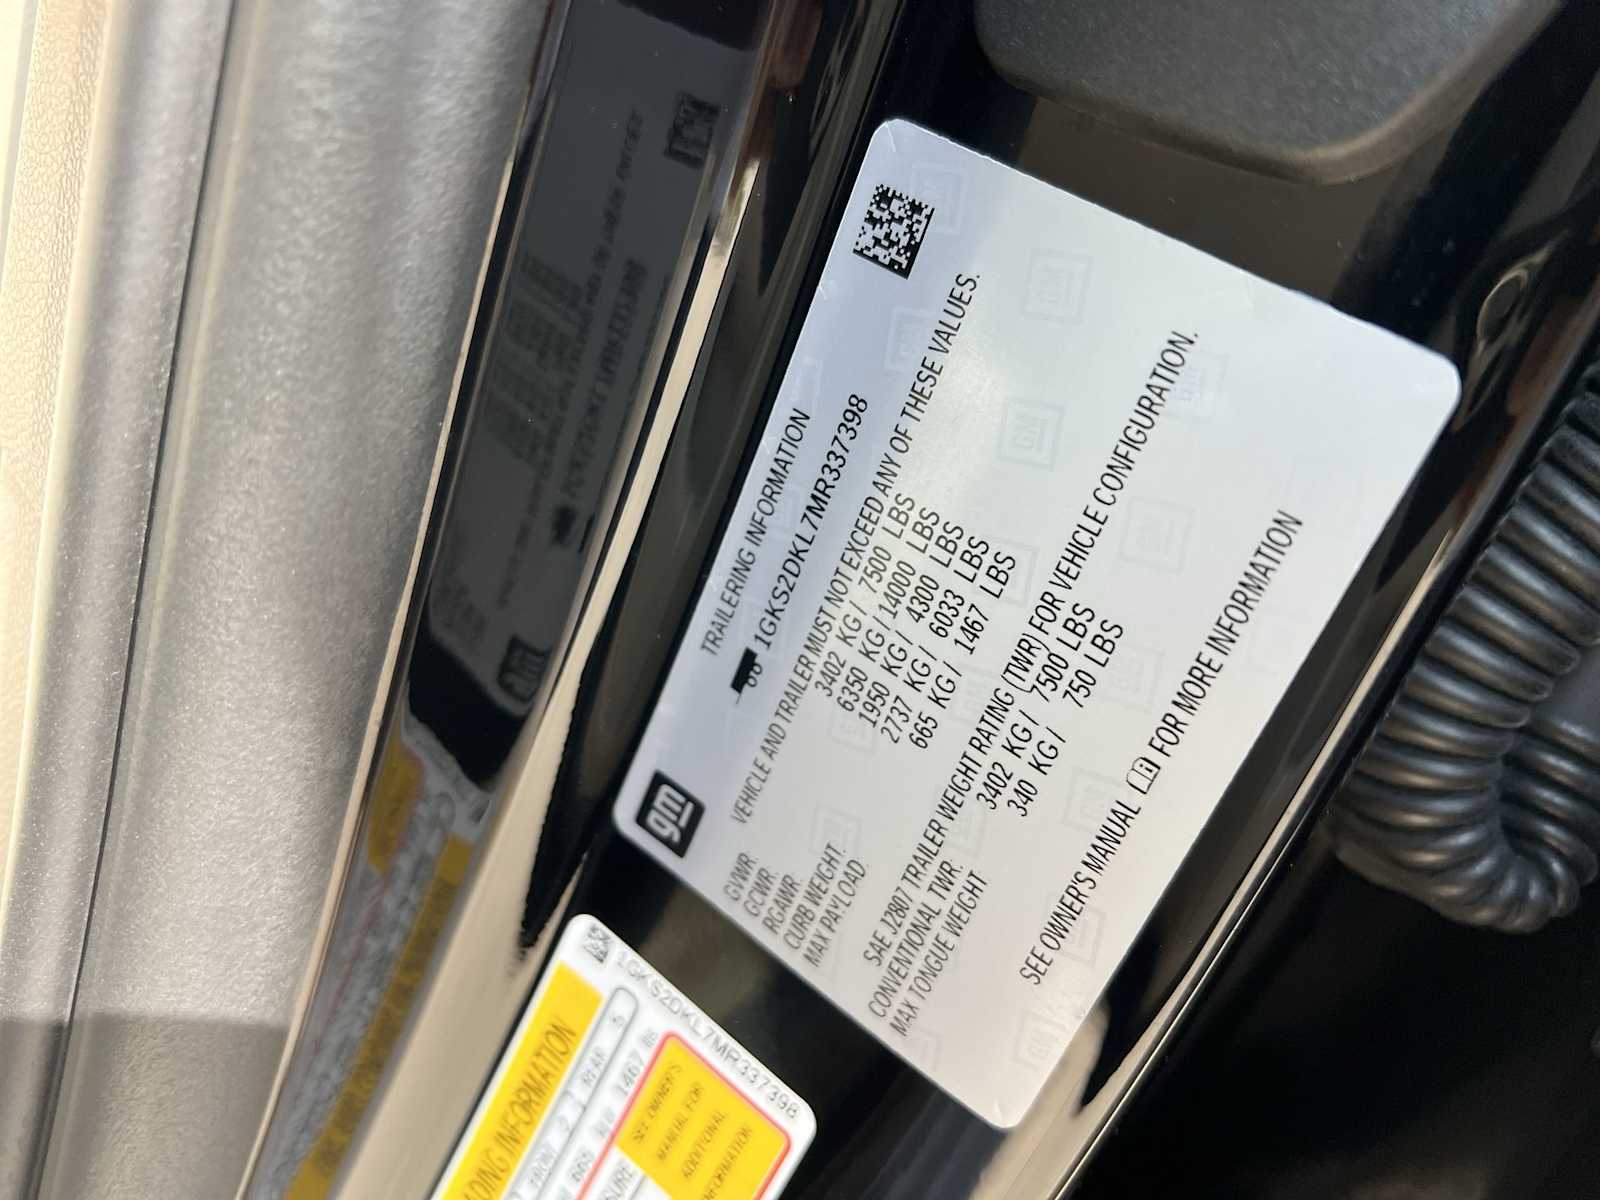 gm
TRAILERING INFORMATION
1GKS2DKL7MR337398
VEHICLE AND TRAILER MUST NOT EXCEED ANY OF THESE VALUES.
GVWR. 3402 KG / 7500 LBS
GCWR. 6350 KG / 14000 LBS
RGAWR. 1950 KG / 4300 LBS
CURB WEIGHT. 2737 KG / 6033 LBS
MAX PAYLOAD. 665 KG / 1467 LBS
SAE J2807 TRAILER WEIGHT RATING (TWR) FOR VEHICLE CONFIGURATION.
CONVENTIONAL TWR. 3402 KG / 7500 LBS
MAX TONGUE WEIGHT 340 KG / 750 LBS
SEE OWNER'S MANUAL FOR MORE INFORMATION
1GKS2DKL7MR337398
INFORMATION
REAR 5
1467
SEE OWNER'S
MANUAL FOR
ADDITIONAL